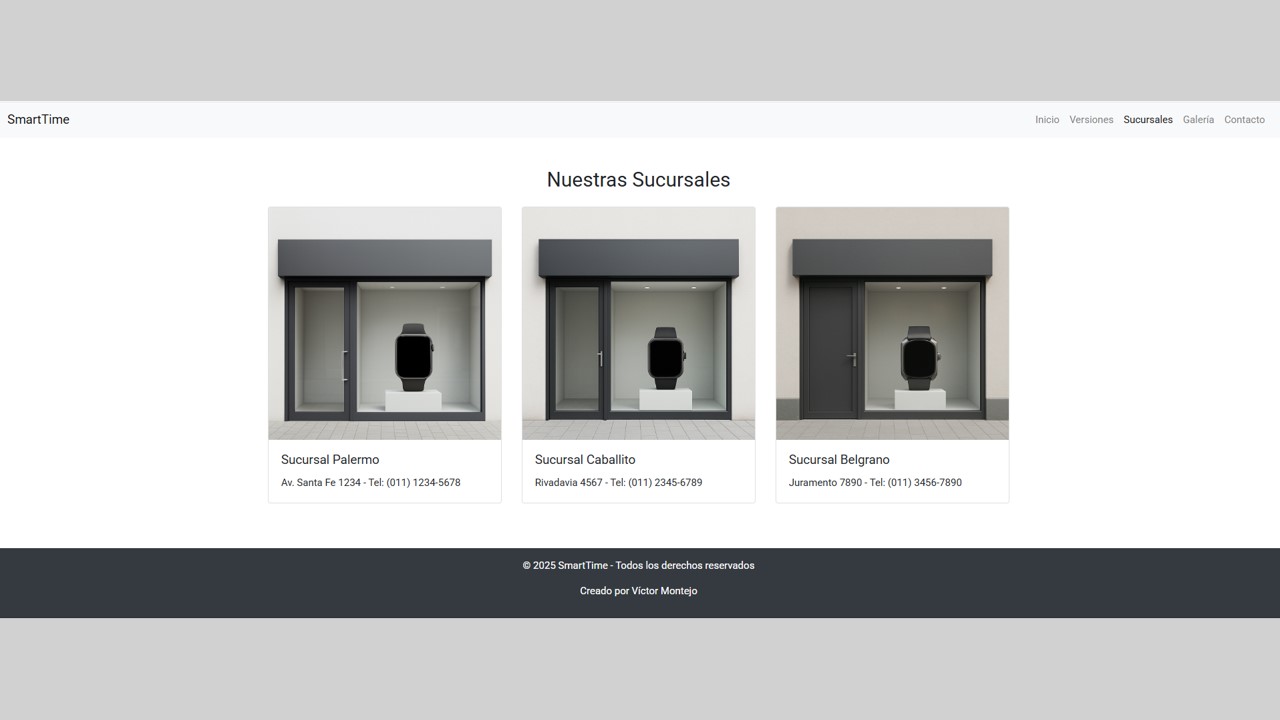 SmartTime
Inicio Versiones Sucursales Galería Contacto
Nuestras Sucursales
Sucursal Palermo
Av. Santa Fe 1234 - Tel: (011) 1234-5678
Sucursal Caballito
Rivadavia 4567 - Tel: (011) 2345-6789
Sucursal Belgrano
Juramento 7890 - Tel: (011) 3456-7890
© 2025 SmartTime - Todos los derechos reservados
Creado por Víctor Montejo